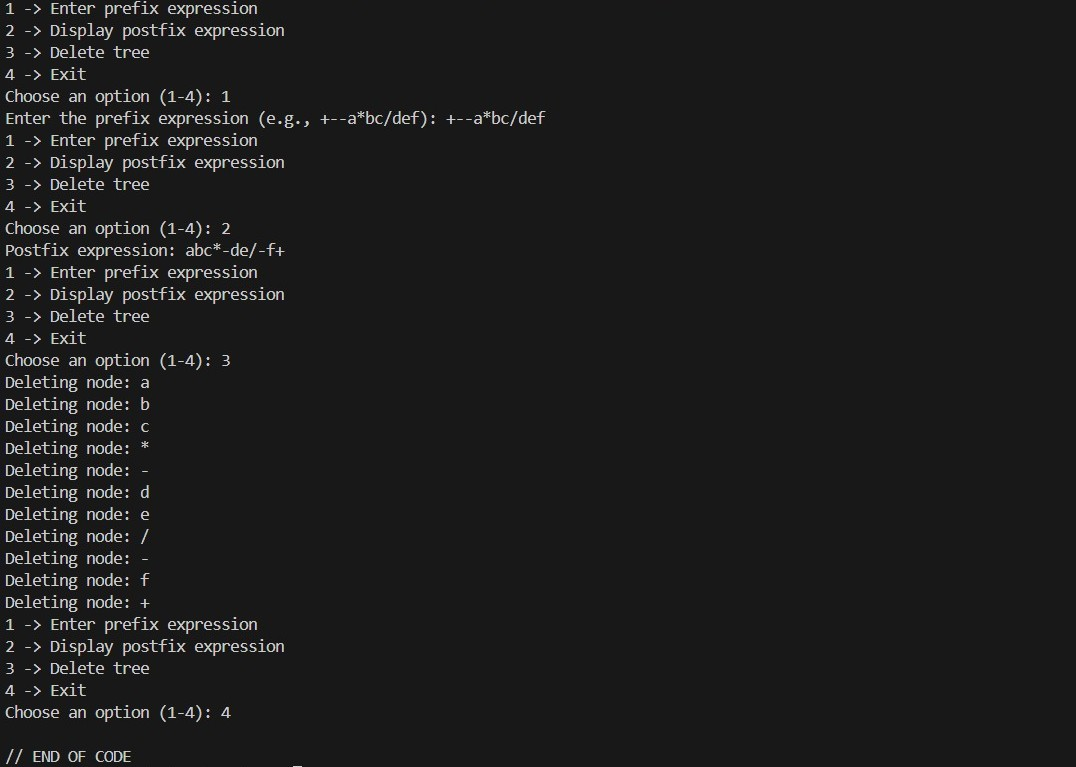 1 -> Enter prefix expression
2 -> Display postfix expression
3 -> Delete tree
4 -> Exit
Choose an option (1-4): 1
Enter the prefix expression (e.g., +--a*bc/def): +--a*bc/def
1 -> Enter prefix expression
2 -> Display postfix expression
3 -> Delete tree
4 -> Exit
Choose an option (1-4): 2
Postfix expression: abc*-de/-f+
1 -> Enter prefix expression
2 -> Display postfix expression
3 -> Delete tree
4 -> Exit
Choose an option (1-4): 3
Deleting node: a
Deleting node: b
Deleting node: c
Deleting node: *
Deleting node: -
Deleting node: d
Deleting node: e
Deleting node: /
Deleting node: -
Deleting node: f
Deleting node: +
1 -> Enter prefix expression
2 -> Display postfix expression
3 -> Delete tree
4 -> Exit
Choose an option (1-4): 4
// END OF CODE